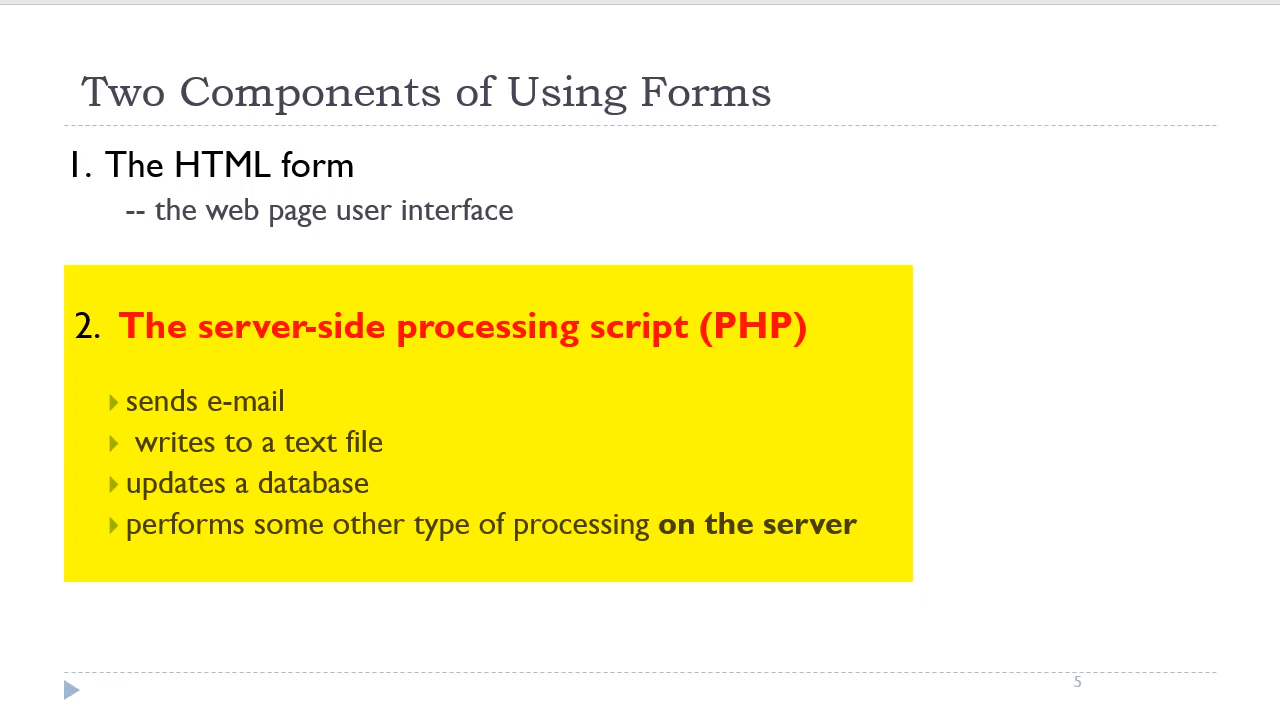 Two Components of Using Forms
1. The HTML form
-- the web page user interface
2. The server-side processing script (PHP)
sends e-mail
writes to a text file
updates a database
performs some other type of processing on the server
5